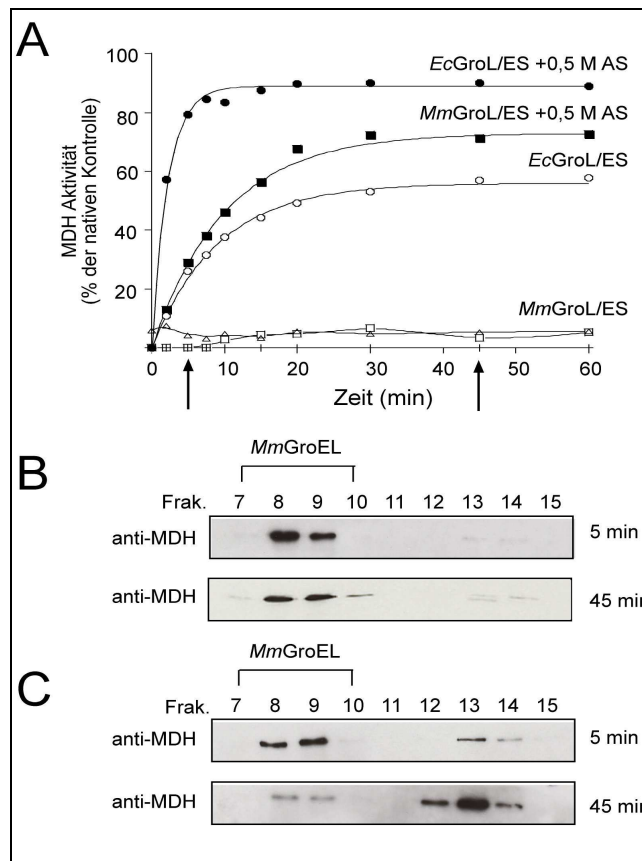 A
100
80
60
40
20
MDH Aktivität
(% der nativen Kontrolle)
EcGroL/ES +0,5 M AS
MmGroL/ES +0,5 M AS
EcGroL/ES
MmGroL/ES
0 10 20 30 40 50 60
Zeit (min)
B
MmGroEL
Frak. 7 8 9 10 11 12 13 14 15
anti-MDH 5 min
anti-MDH 45 min
C
MmGroEL
Frak. 7 8 9 10 11 12 13 14 15
anti-MDH 5 min
anti-MDH 45 min